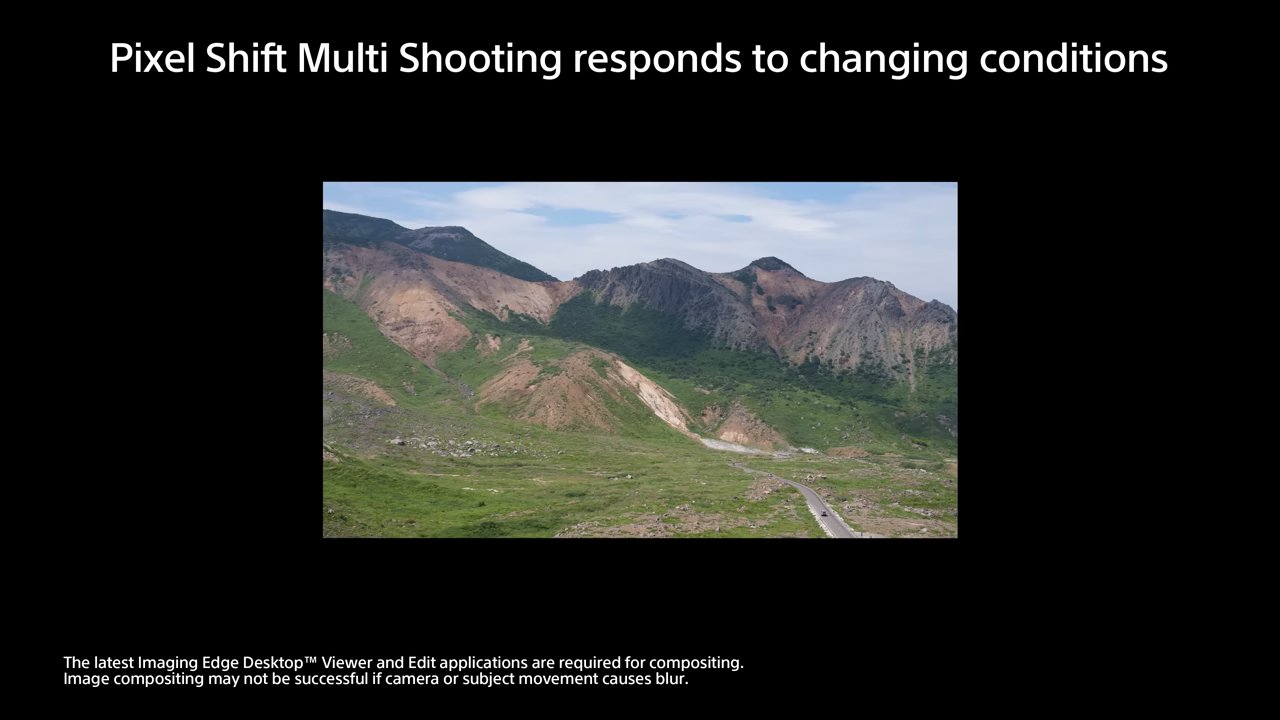 Pixel Shift Multi Shooting responds to changing conditions
The latest Imaging Edge Desktop™ Viewer and Edit applications are required for compositing.
Image compositing may not be successful if camera or subject movement causes blur.